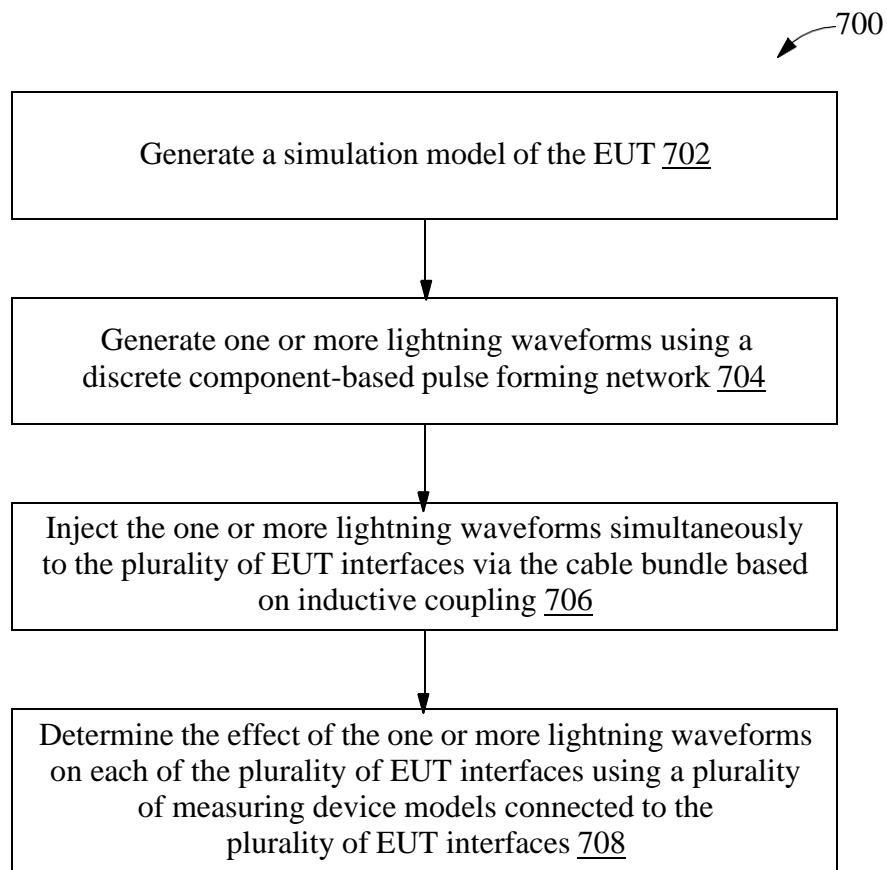 700
Generate a simulation model of the EUT 702
Generate one or more lightning waveforms using a
discrete component-based pulse forming network 704
Inject the one or more lightning waveforms simultaneously
to the plurality of EUT interfaces via the cable bundle based
on inductive coupling 706
Determine the effect of the one or more lightning waveforms
on each of the plurality of EUT interfaces using a plurality
of measuring device models connected to the
plurality of EUT interfaces 708